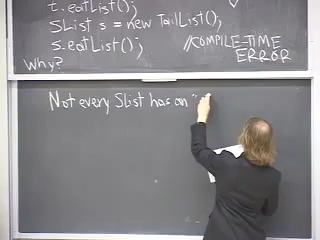 t.eatList();
SList s = new TailList();
s.eatList();
//COMPILE-TIME
ERROR
Why?
Not every SList has an "